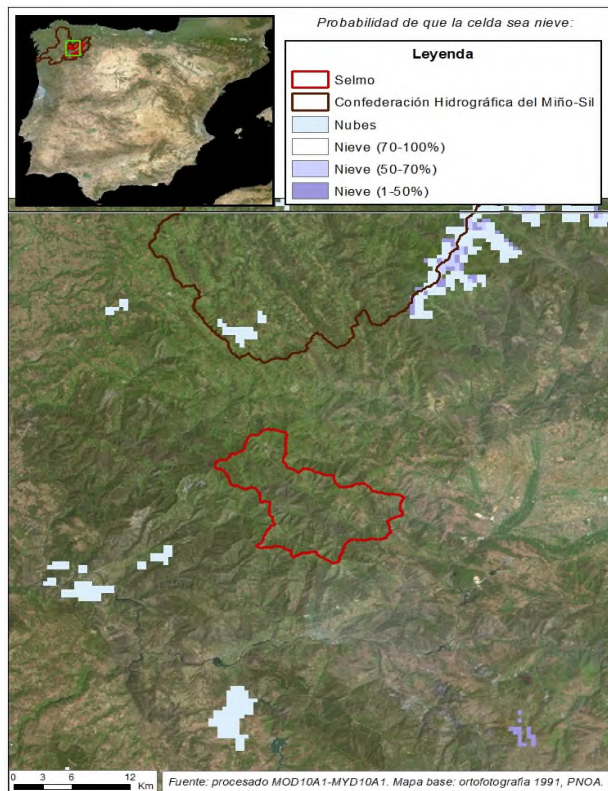 Probabilidad de que la celda sea nieve:
Leyenda
Selmo
Confederación Hidrográfica del Miño-Sil
Nubes
Nieve (70-100%)
Nieve (50-70%)
Nieve (1-50%)
0 3 6 12
Km
Fuente: procesado MOD10A1-MYD10A1. Mapa base: ortofotografía 1991, PNOA.